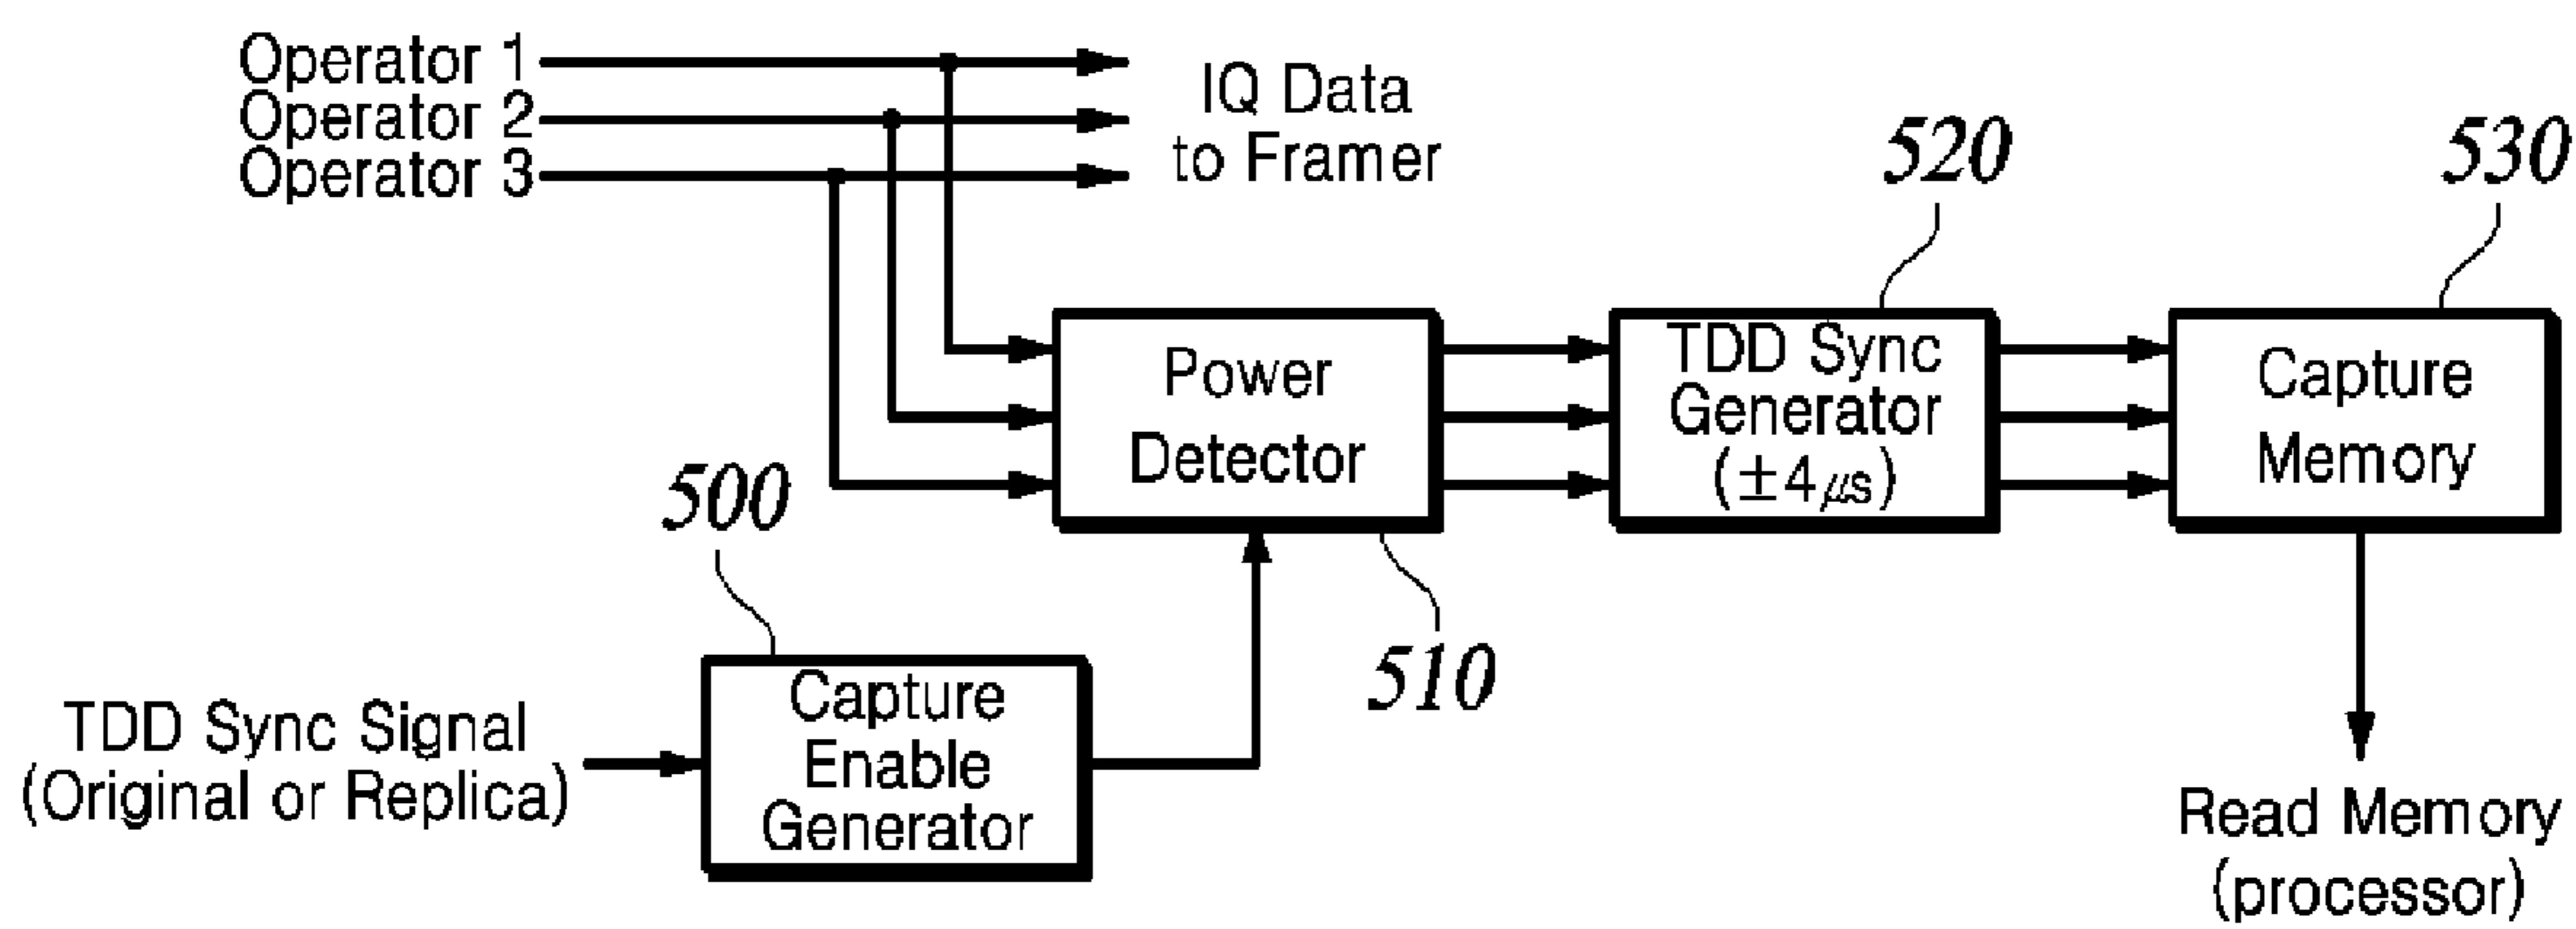 Operator 1
Operator 2
Operator 3
IQ Data
to Framer
520
530
Power
Detector
TDD Sync
Generator
(±4μs)
Capture
Memory
500
510
TDD Sync Signal
(Original or Replica)
Capture
Enable
Generator
Read Memory
(processor)